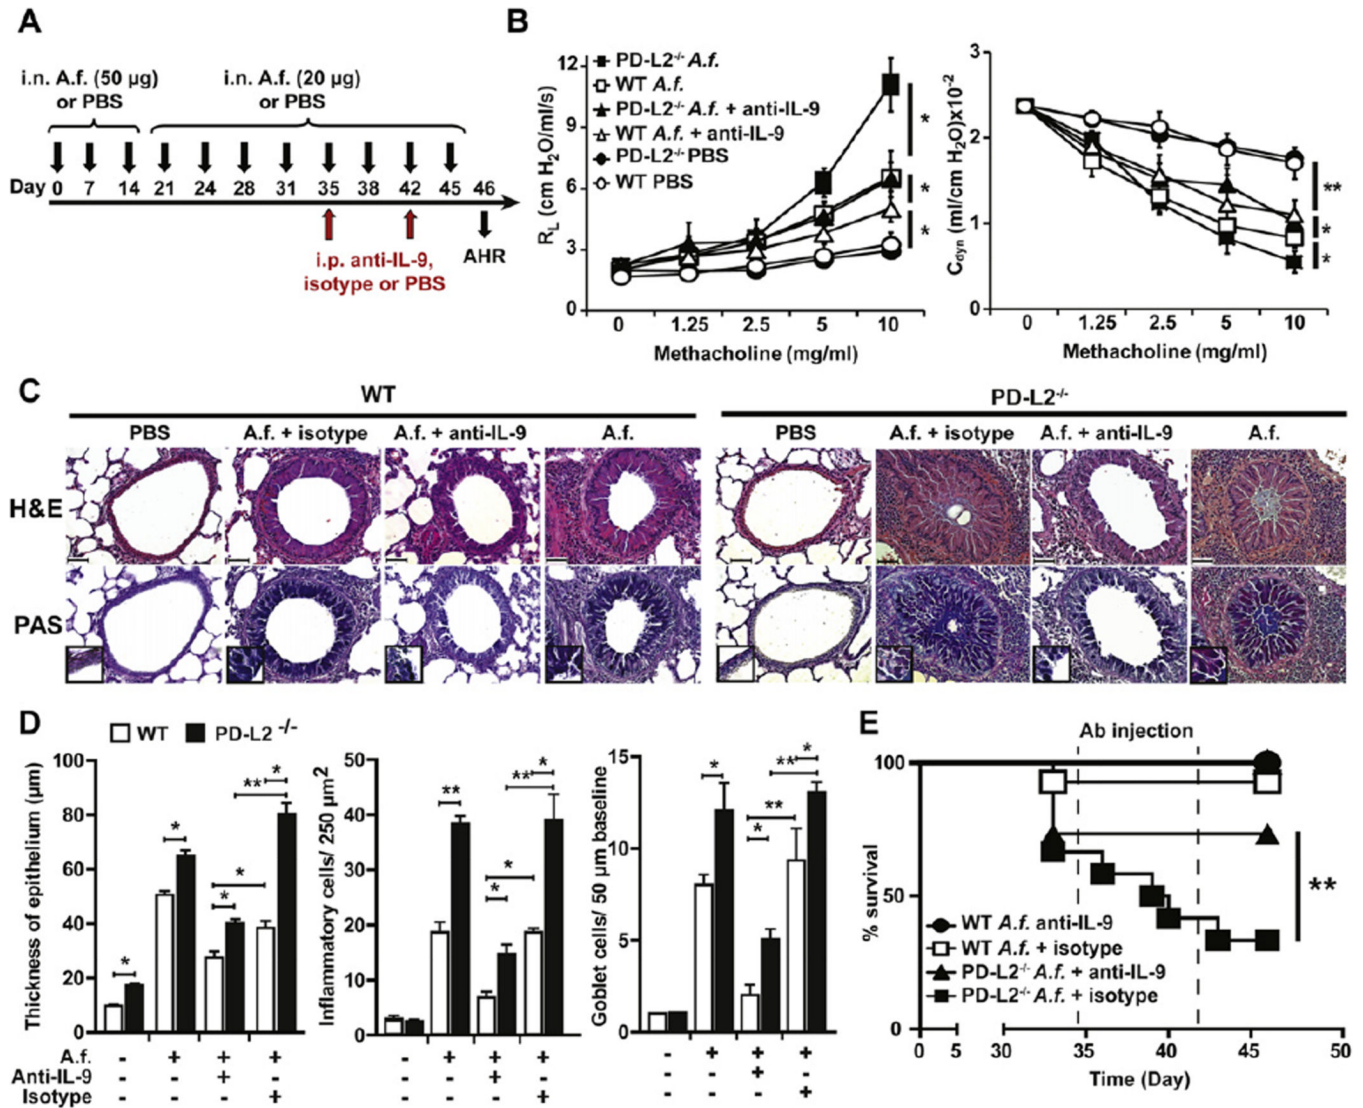 A
i.n. A.f. (50 µg)
or PBS
i.n. A.f. (20 µg)
or PBS
Day 0 7 14 21 24 28 31 35 38 42 45 46
i.p. anti-IL-9,
isotype or PBS
AHR
B
PD-L2-/- A.f.
WT A.f.
PD-L2-/- A.f. + anti-IL-9
WT A.f. + anti-IL-9
PD-L2-/- PBS
WT PBS
RL (cm H2O/ml/s)
12
9
6
3
0
*
*
*
0 1.25 2.5 5 10
Methacholine (mg/ml)
Cdyn (ml/cm H2O)x10-2
3
2
1
0
**
*
*
0 1.25 2.5 5 10
Methacholine (mg/ml)
C
WT
PD-L2-/-
PBS A.f. + isotype A.f. + anti-IL-9 A.f.
PBS A.f. + isotype A.f. + anti-IL-9 A.f.
H&E
PAS
D
WT PD-L2 -/-
Thickness of epithelium (µm)
100
80
60
40
20
0
* * * * ** *
Inflammatory cells/ 250 µm2
50
40
30
20
10
0
** * * ** *
Goblet cells/ 50 µm baseline
15
10
5
0
* * ** ** *
A.f. - + + +
Anti-IL-9 - - + -
Isotype - - - +
- + + +
- - + -
- - - +
- + + +
- - + -
- - - +
E
Ab injection
% survival
100
50
0
**
WT A.f. anti-IL-9
WT A.f. + isotype
PD-L2-/- A.f. + anti-IL-9
PD-L2-/- A.f. + isotype
0 5 30 35 40 45 50
Time (Day)